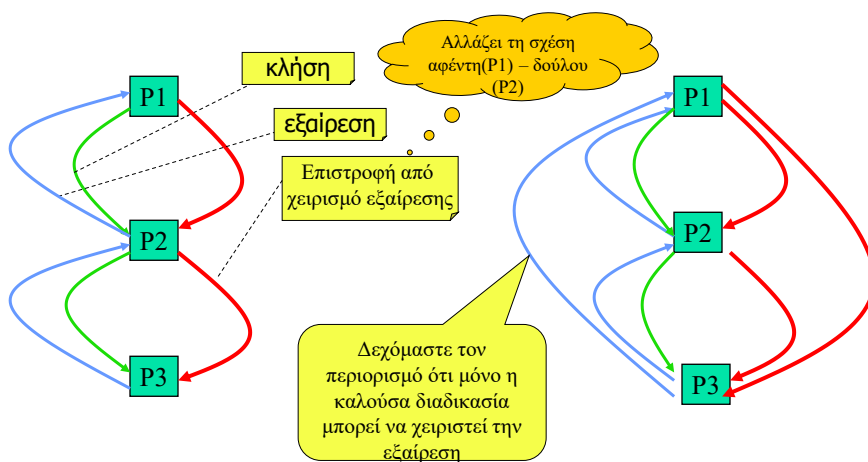 Αλλάζει τη σχέση
αφέντη(P1) – δούλου
(P2)
κλήση
P1
P1
εξαίρεση
Επιστροφή από
χειρισμό εξαίρεσης
P2
P2
Δεχόμαστε τον
περιορισμό ότι μόνο η
καλούσα διαδικασία
μπορεί να χειριστεί την
εξαίρεση
P3
P3